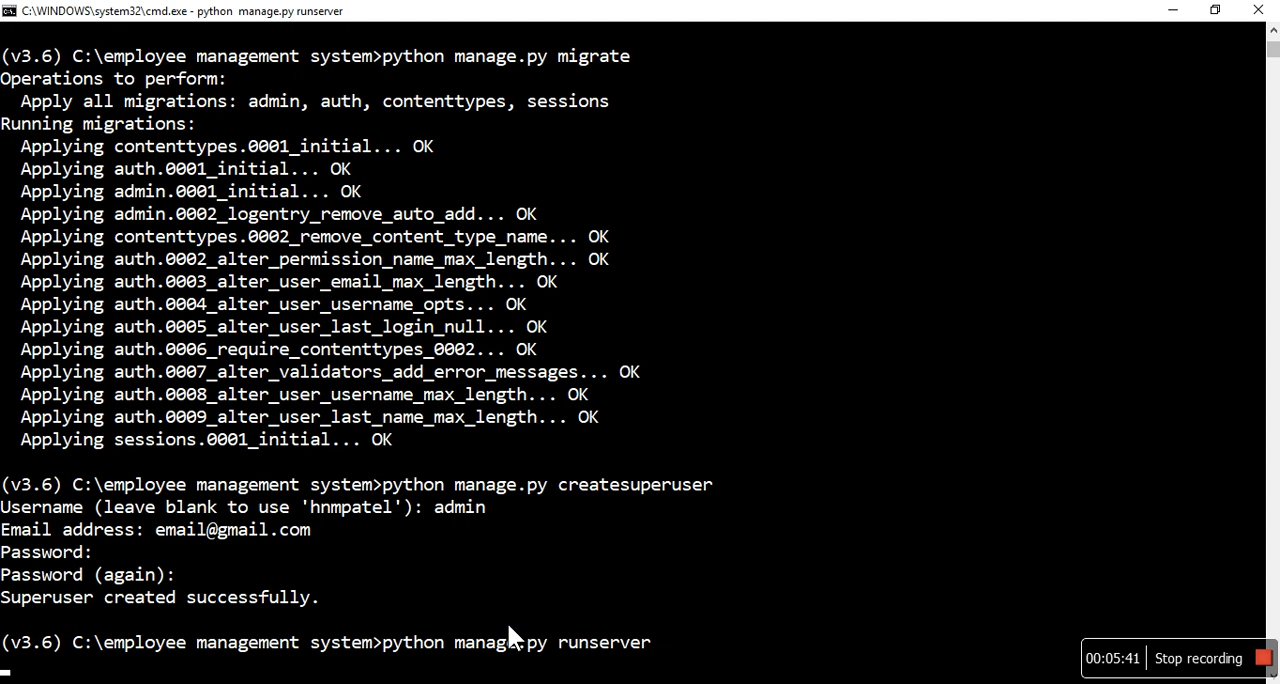 C:\WINDOWS\system32\cmd.exe - python  manage.py runserver
(v3.6) C:\employee management system>python manage.py migrate
Operations to perform:
  Apply all migrations: admin, auth, contenttypes, sessions
Running migrations:
  Applying contenttypes.0001_initial... OK
  Applying auth.0001_initial... OK
  Applying admin.0001_initial... OK
  Applying admin.0002_logentry_remove_auto_add... OK
  Applying contenttypes.0002_remove_content_type_name... OK
  Applying auth.0002_alter_permission_name_max_length... OK
  Applying auth.0003_alter_user_email_max_length... OK
  Applying auth.0004_alter_user_username_opts... OK
  Applying auth.0005_alter_user_last_login_null... OK
  Applying auth.0006_require_contenttypes_0002... OK
  Applying auth.0007_alter_validators_add_error_messages... OK
  Applying auth.0008_alter_user_username_max_length... OK
  Applying auth.0009_alter_user_last_name_max_length... OK
  Applying sessions.0001_initial... OK
(v3.6) C:\employee management system>python manage.py createsuperuser
Username (leave blank to use 'hnmpatel'): admin
Email address: email@gmail.com
Password:
Password (again):
Superuser created successfully.
(v3.6) C:\employee management system>python manage.py runserver
00:05:41 Stop recording